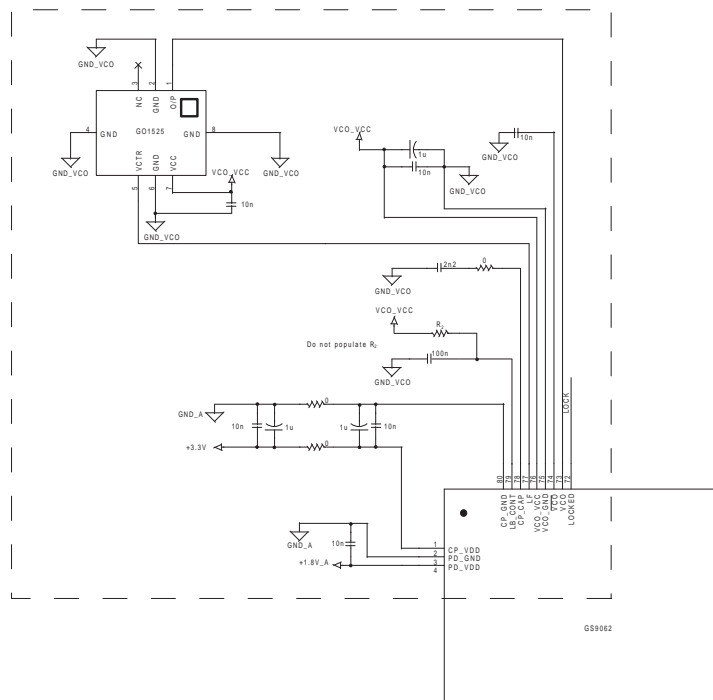 GND_VCO
3
2
1
NC
GND
O/P
4
GND
GO1525
GND
8
GND_VCO
VCTR
GND
VCC
5
6
7
VCO_VCC
GND_VCO
10n
GND_VCO
VCO_VCC
1u
10n
GND_VCO
10n
GND_VCO
2n2
0
GND_VCO
VCO_VCC
R₂
Do not populate R₂
100n
GND_VCO
LOCK
GND_A
0
10n
1u
1u
10n
+3.3V
0
80
79
78
77
76
75
74
73
72
CP_GND
LB_CONT
CP_CAP
LF
VCO_VCC
VCO_GND
VCO
VCO
LOCKED
GND_A
10n
+1.8V_A
1
2
3
4
CP_VDD
PD_GND
PD_VDD
GS9062